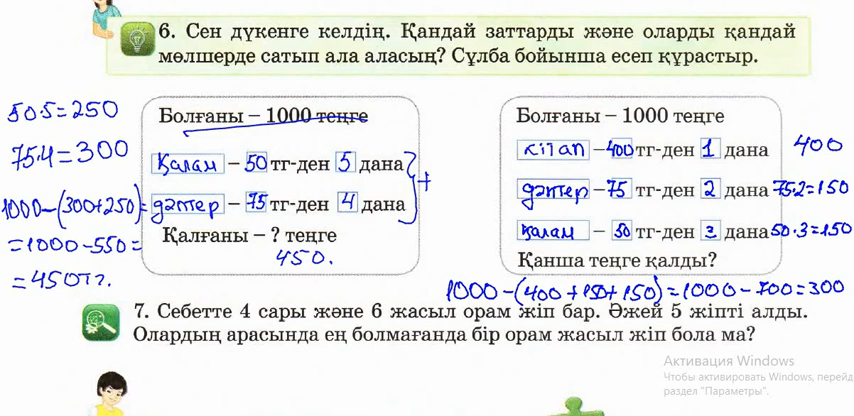 6. Сен дүкенге келдің. Қандай заттарды және оларды қандай
мөлшерде сатып ала аласың? Сұлба бойынша есеп құрастыр.
50·5=250
75·4=300
1000-(300+250)=
=1000-550=
=450тг.
Болғаны – 1000 теңге
қалам – 50 тг-ден 5 дана
дәптер – 75 тг-ден 4 дана
+
Қалғаны – ? теңге
450.
Болғаны – 1000 теңге
кітап – 400 тг-ден 1 дана 400
дәптер – 75 тг-ден 2 дана 75·2=150
қалам – 50 тг-ден 3 дана 50·3=150
Қанша теңге қалды?
1000-(400+150+150)=1000-700=300
7. Себетте 4 сары және 6 жасыл орам жіп бар. Әжей 5 жіпті алды.
Олардың арасында ең болмағанда бір орам жасыл жіп бола ма?
Активация Windows
Чтобы активировать Windows, перейд
раздел "Параметры".